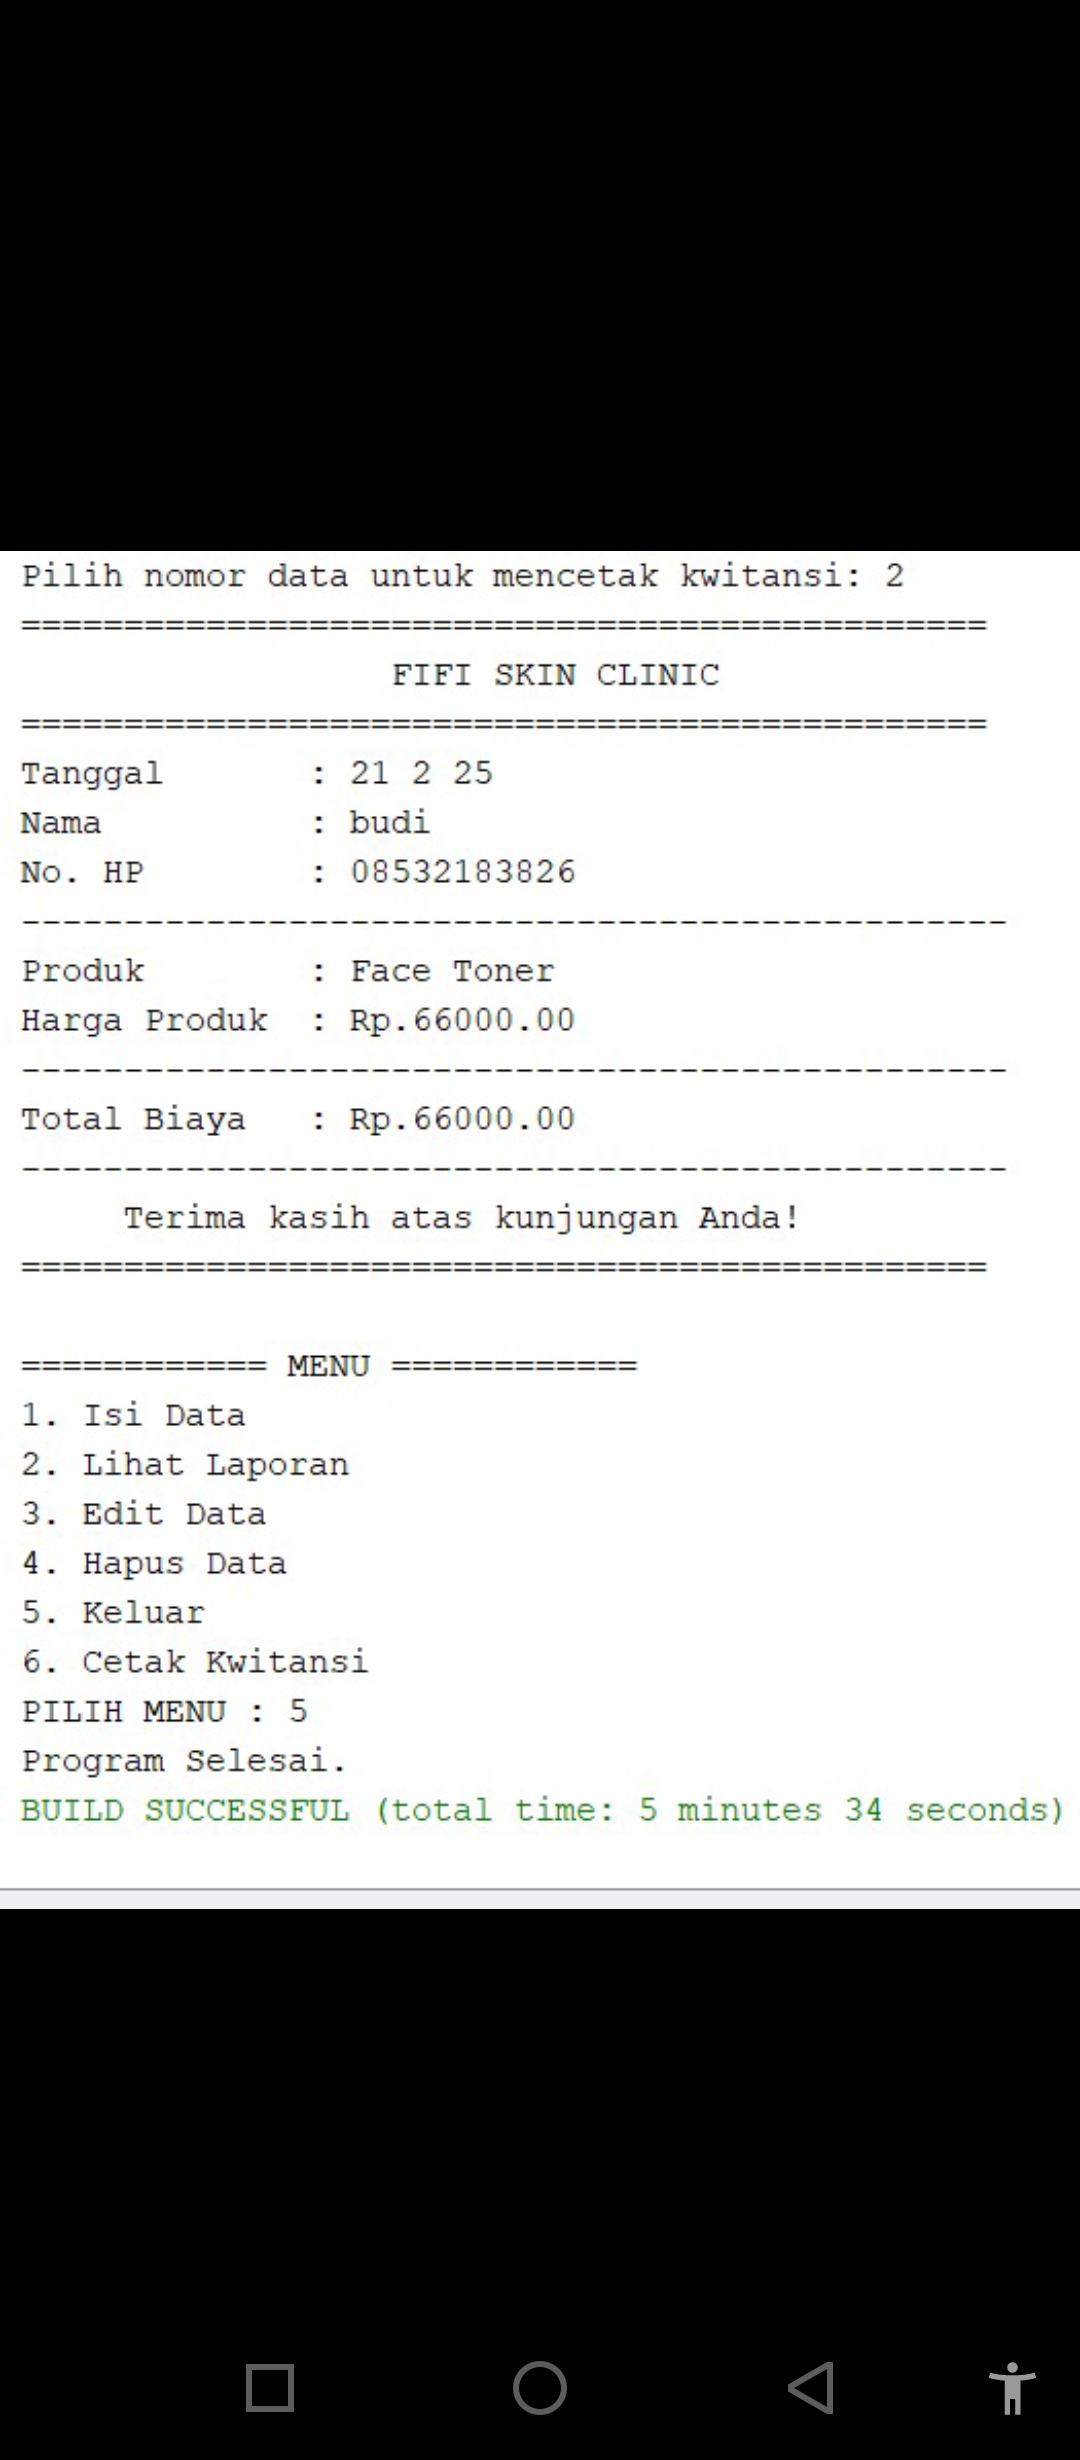 Pilih nomor data untuk mencetak kwitansi: 2
===============================================
FIFI SKIN CLINIC
===============================================
Tanggal : 21 2 25
Nama : budi
No. HP : 08532183826
------------------------------------------------
Produk : Face Toner
Harga Produk : Rp.66000.00
------------------------------------------------
Total Biaya : Rp.66000.00
------------------------------------------------
Terima kasih atas kunjungan Anda!
===============================================
============ MENU ============
1. Isi Data
2. Lihat Laporan
3. Edit Data
4. Hapus Data
5. Keluar
6. Cetak Kwitansi
PILIH MENU : 5
Program Selesai.
BUILD SUCCESSFUL (total time: 5 minutes 34 seconds)